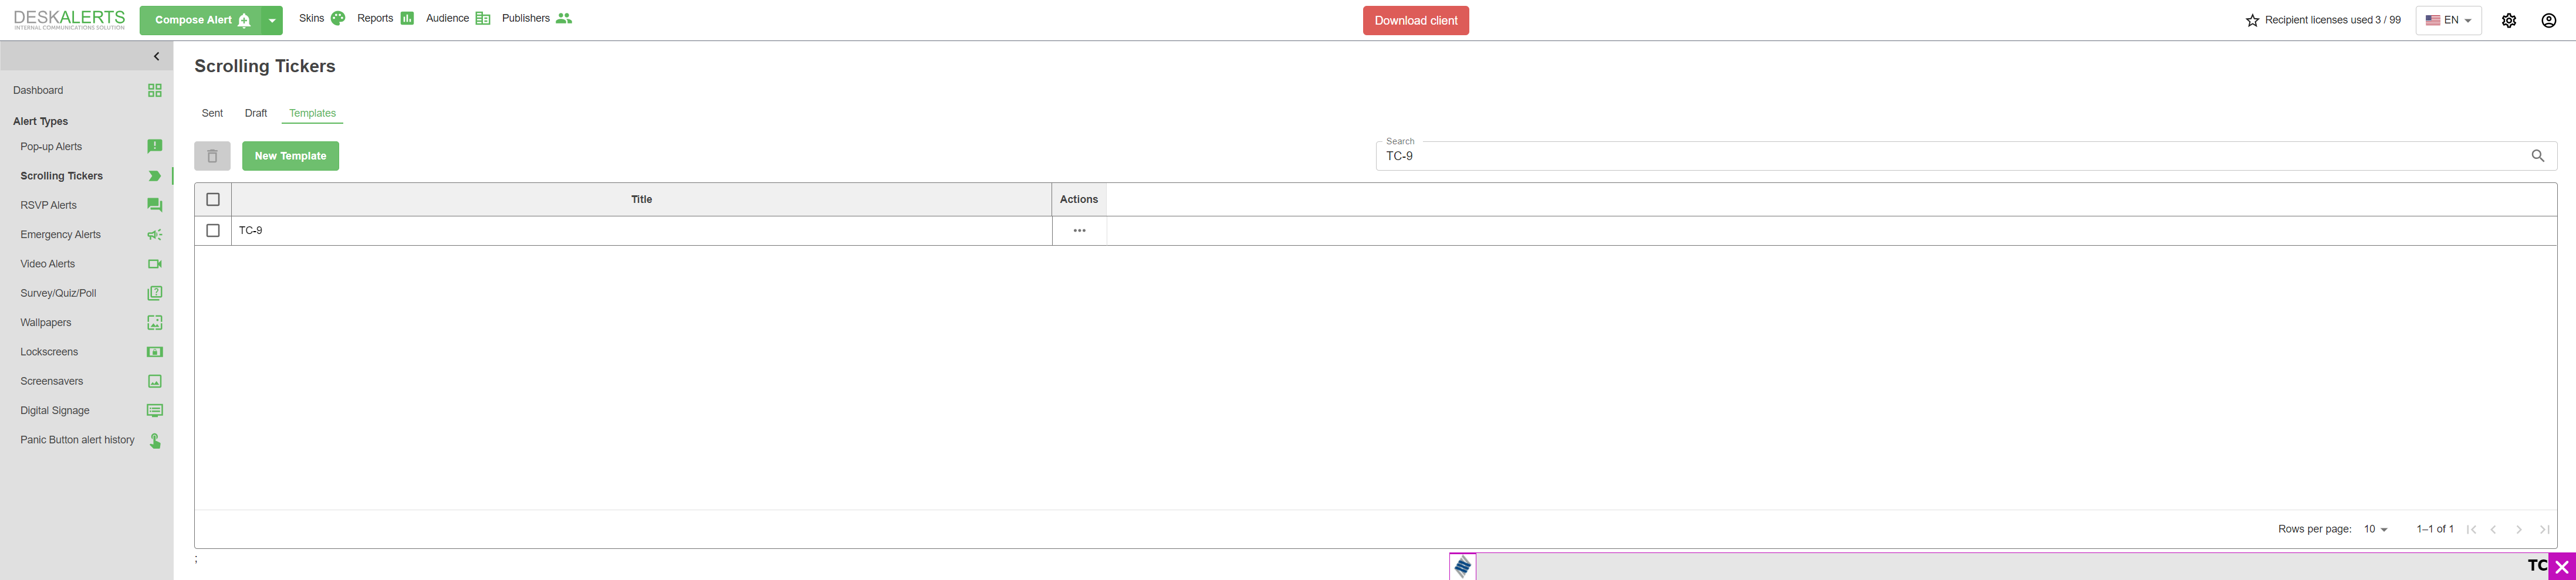 DESKALERTS
INTERNAL COMMUNICATIONS SOLUTION
Compose Alert
Skins
Reports
Audience
Publishers
Download client
Recipient licenses used 3 / 99
EN
Dashboard
Alert Types
Pop-up Alerts
Scrolling Tickers
RSVP Alerts
Emergency Alerts
Video Alerts
Survey/Quiz/Poll
Wallpapers
Lockscreens
Screensavers
Digital Signage
Panic Button alert history
Scrolling Tickers
Sent
Draft
Templates
New Template
Search
TC-9
Title
Actions
TC-9
Rows per page:
10
1–1 of 1
;
TC